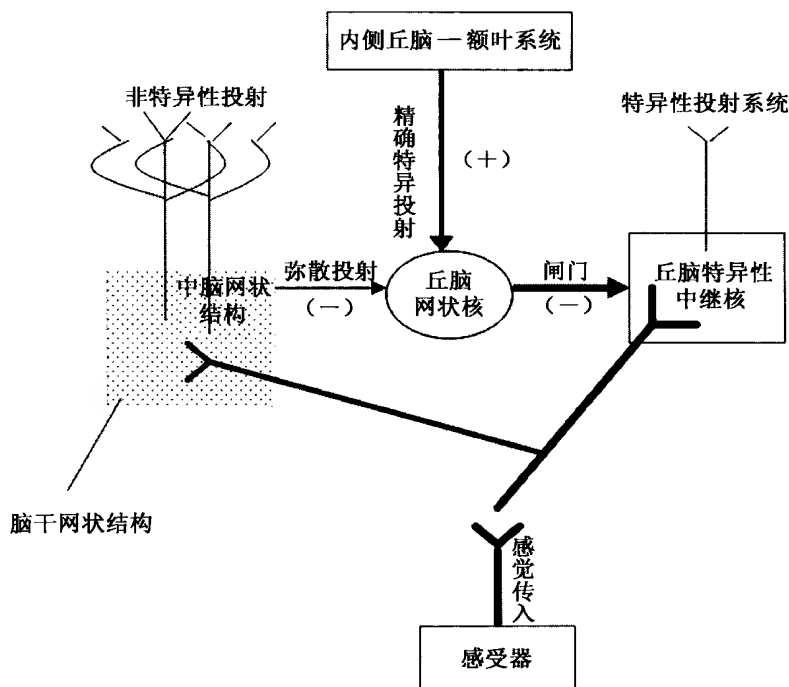 内侧丘脑—额叶系统
非特异性投射
特异性投射系统
精确特异投射
（＋）
中脑网状
结构
弥散投射
（－）
丘脑
网状核
闸门
（－）
丘脑特异性
中继核
脑干网状结构
感觉传入
感受器